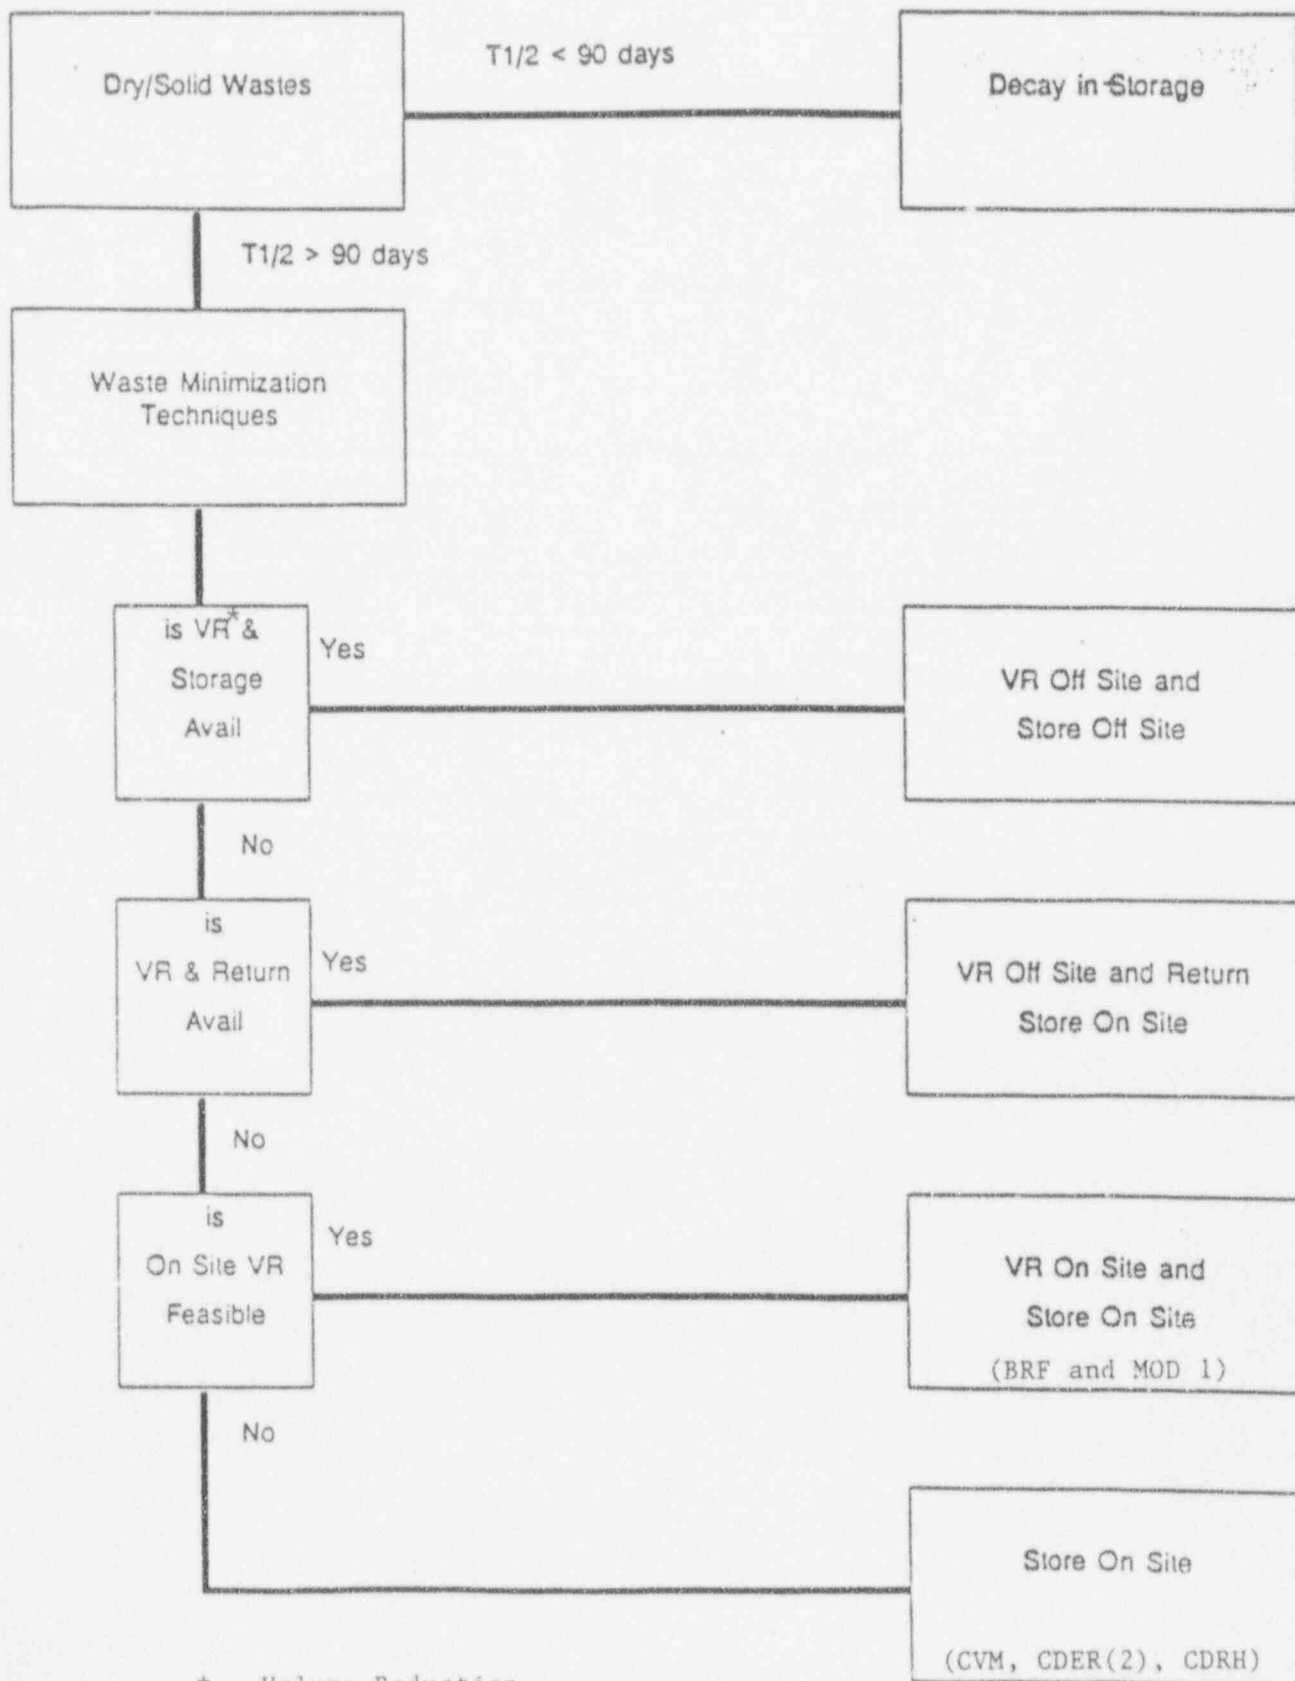 Dry/Solid Wastes
T1/2 < 90 days
Decay in Storage
T1/2 > 90 days
Waste Minimization
Techniques
is VR* &
Storage
Avail
Yes
VR Off Site and
Store Off Site
No
is
VR & Return
Avail
Yes
VR Off Site and Return
Store On Site
No
is
On Site VR
Feasible
Yes
VR On Site and
Store On Site
(BRF and MOD 1)
No
Store On Site
(CVM, CDER(2), CDRH)
* Volume Reduction